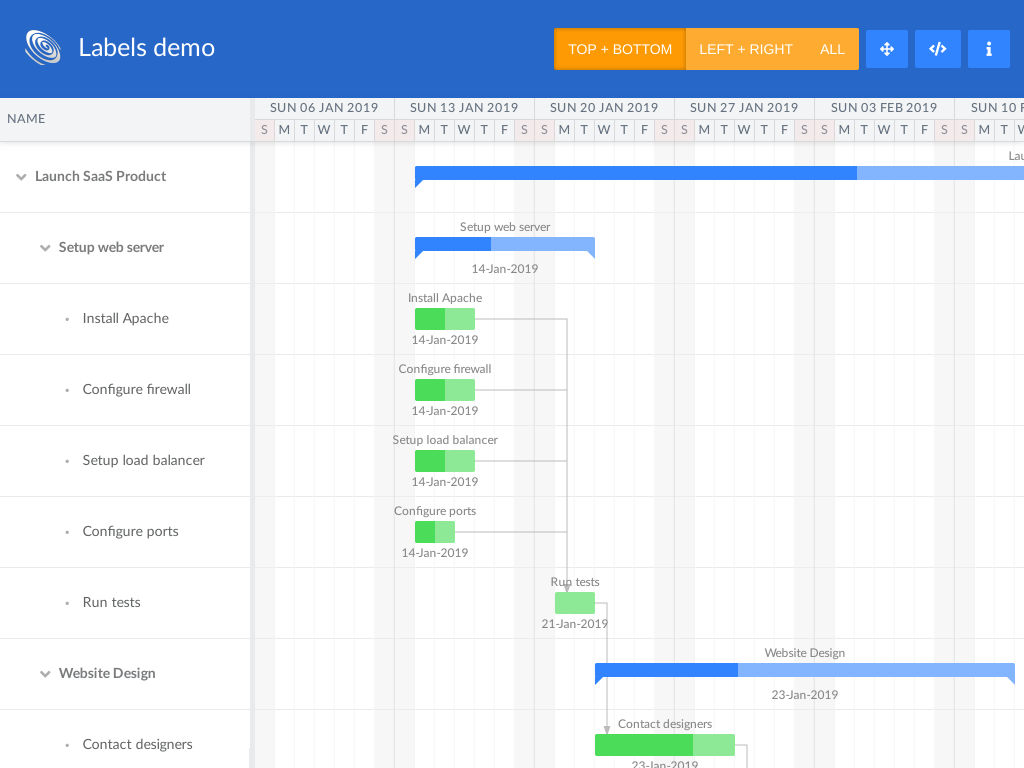 Labels demo
TOP + BOTTOM LEFT + RIGHT ALL
NAME
SUN 06 JAN 2019 SUN 13 JAN 2019 SUN 20 JAN 2019 SUN 27 JAN 2019 SUN 03 FEB 2019 SUN 10 F
S M T W T F S S M T W T F S S M T W T F S S M T W T F S S M T W T F S S M T W
Lau
Launch SaaS Product
Setup web server
Setup web server
14-Jan-2019
Install Apache
Install Apache
14-Jan-2019
Configure firewall
Configure firewall
14-Jan-2019
Setup load balancer
Setup load balancer
14-Jan-2019
Configure ports
Configure ports
14-Jan-2019
Run tests
Run tests
21-Jan-2019
Website Design
Website Design
23-Jan-2019
Contact designers
Contact designers
23-Jan-2019